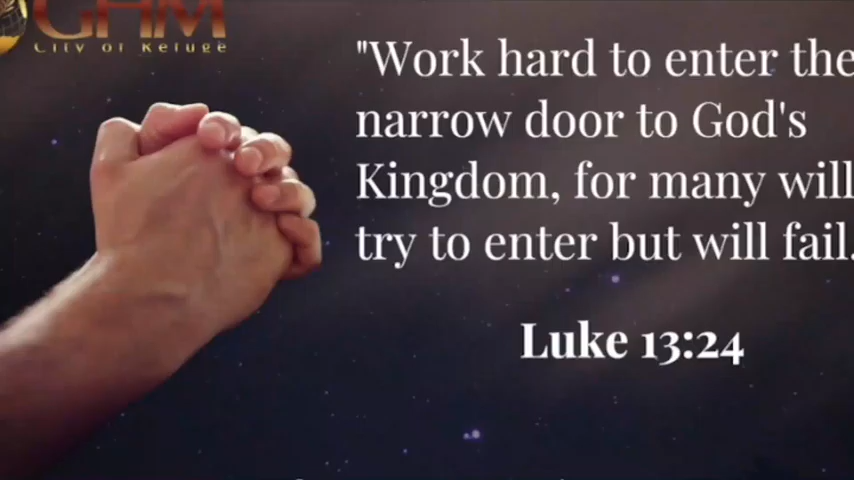 GHM
City of Refuge
"Work hard to enter the
narrow door to God's
Kingdom, for many will
try to enter but will fail.
Luke 13:24